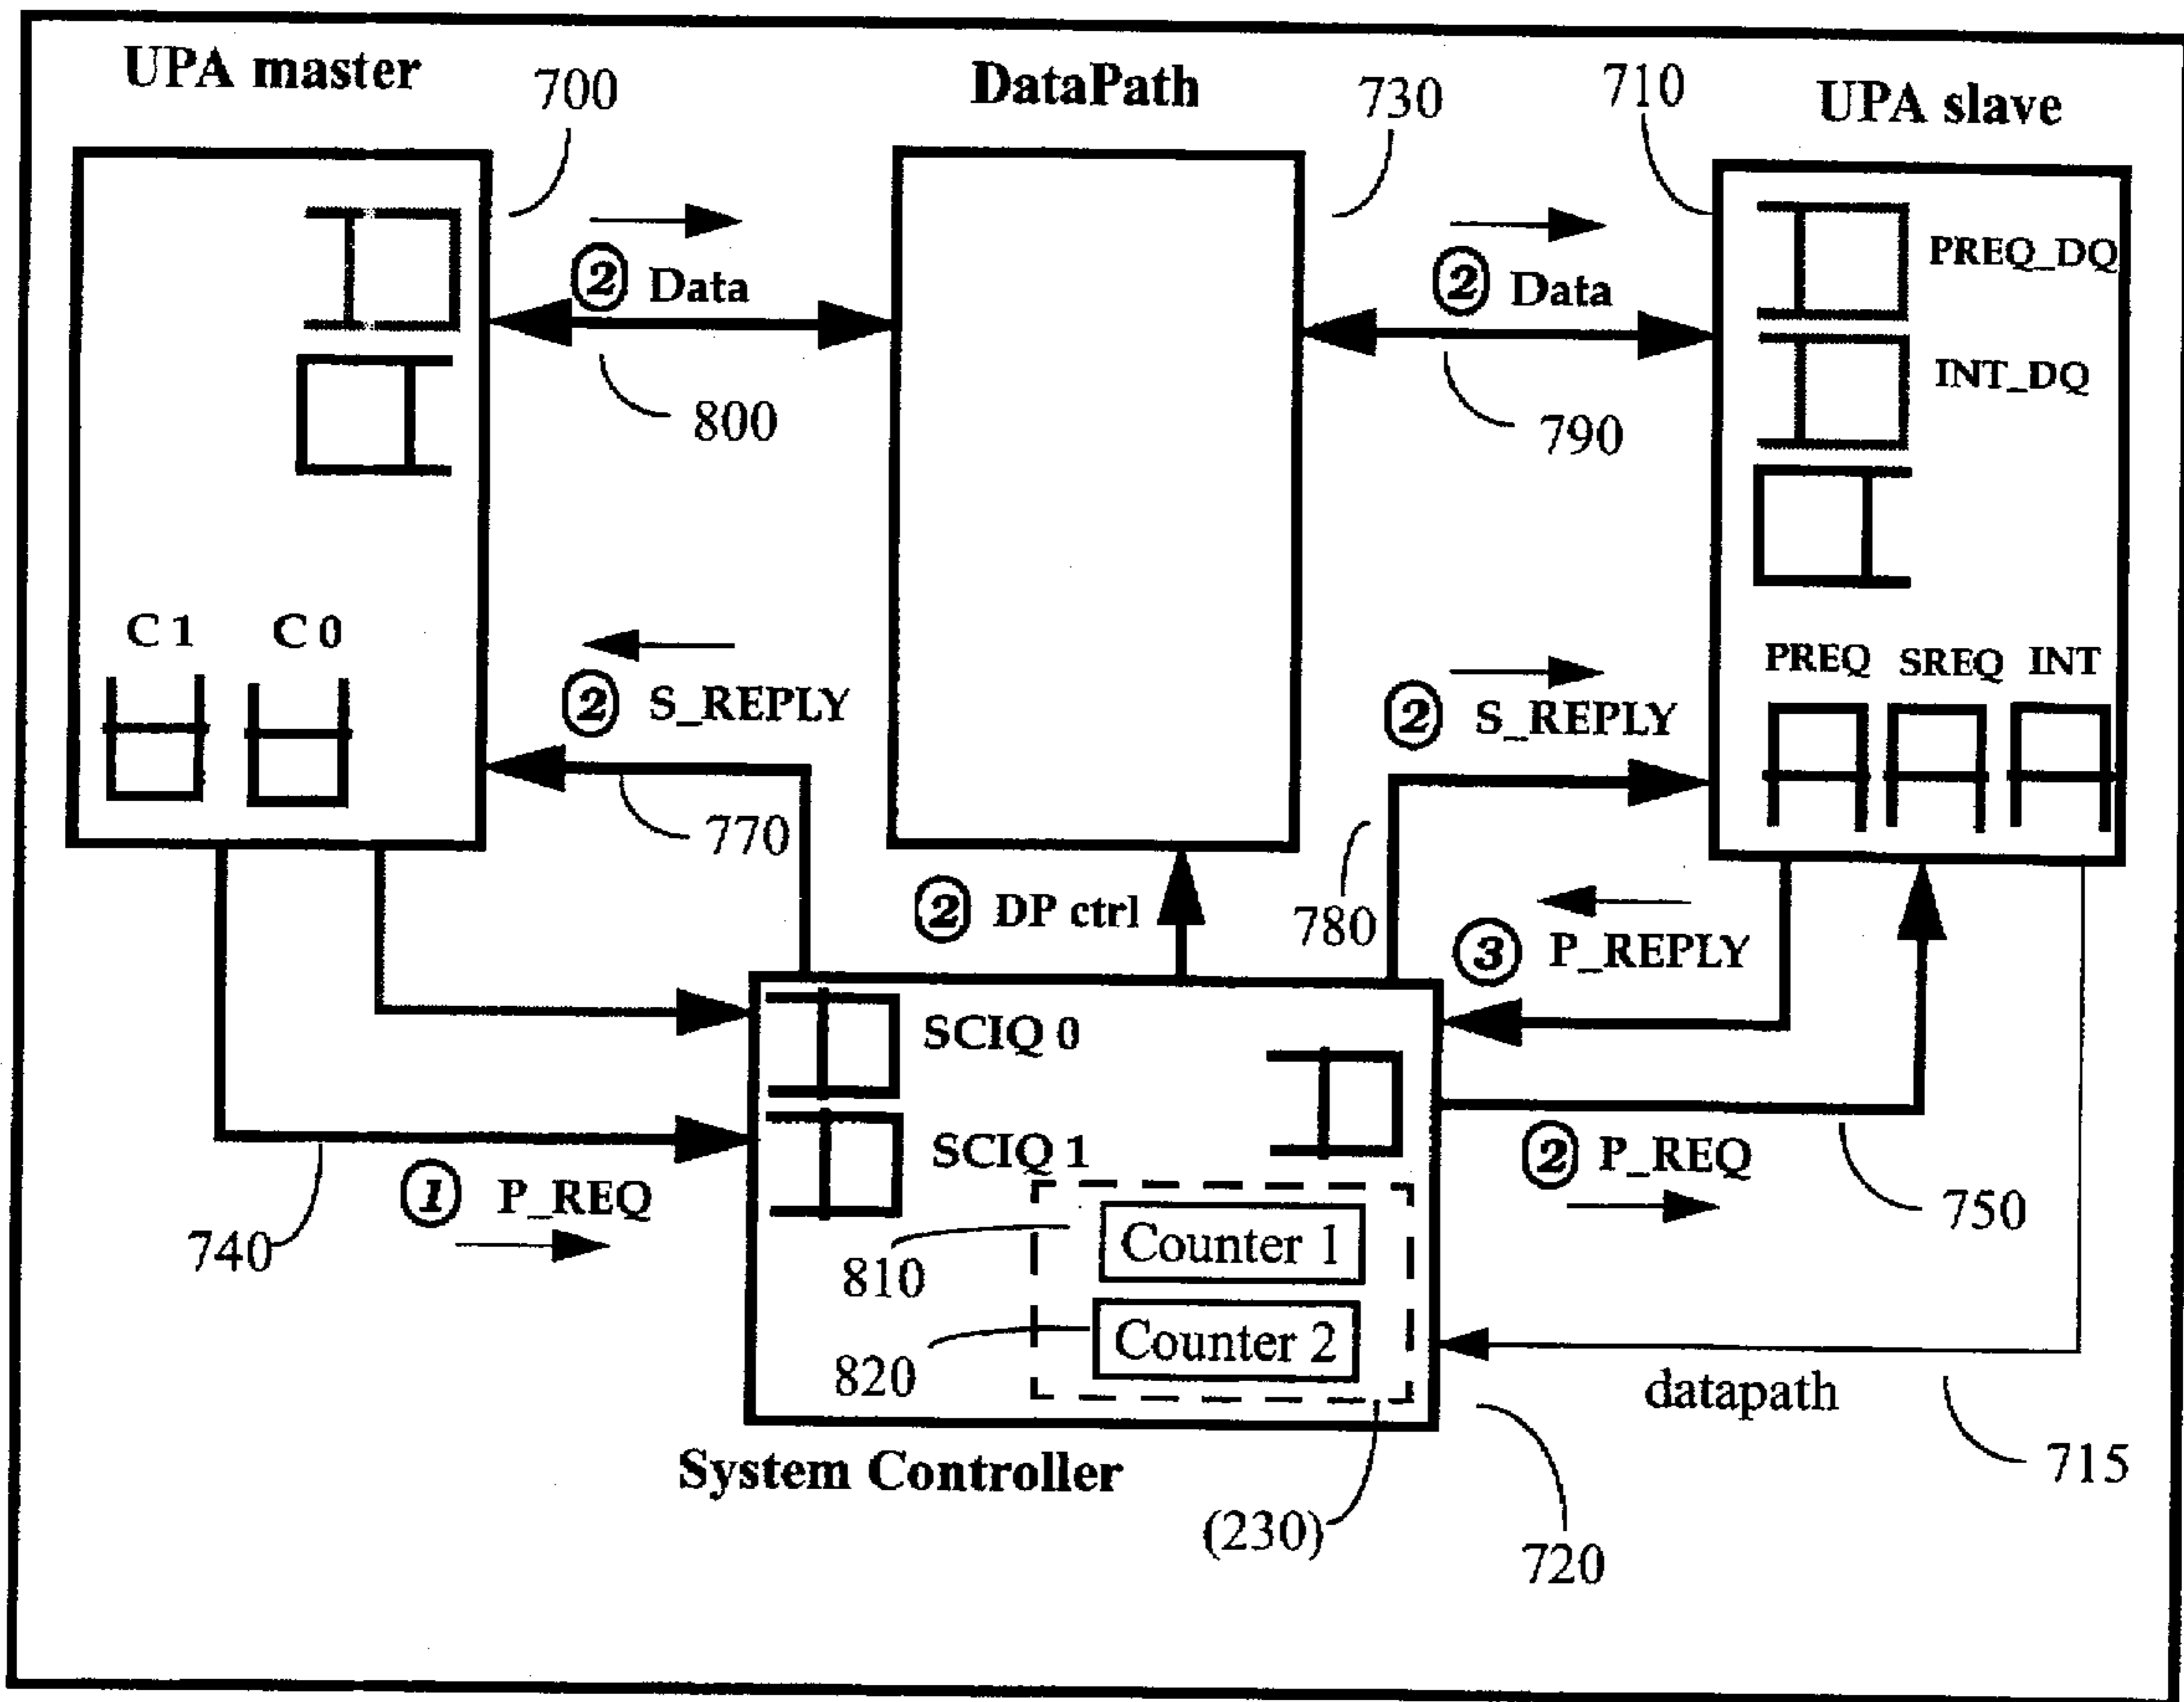 UPA master
700
DataPath
730
710
UPA slave
② Data
② Data
PREQ_DQ
INT_DQ
800
790
C 1 C 0
② S_REPLY
② S_REPLY
PREQ SREQ INT
770
② DP ctrl
780
③ P_REPLY
SCIQ 0
SCIQ 1
① P_REQ
② P_REQ
740
750
810
Counter 1
820
Counter 2
datapath
715
System Controller
(230)
720